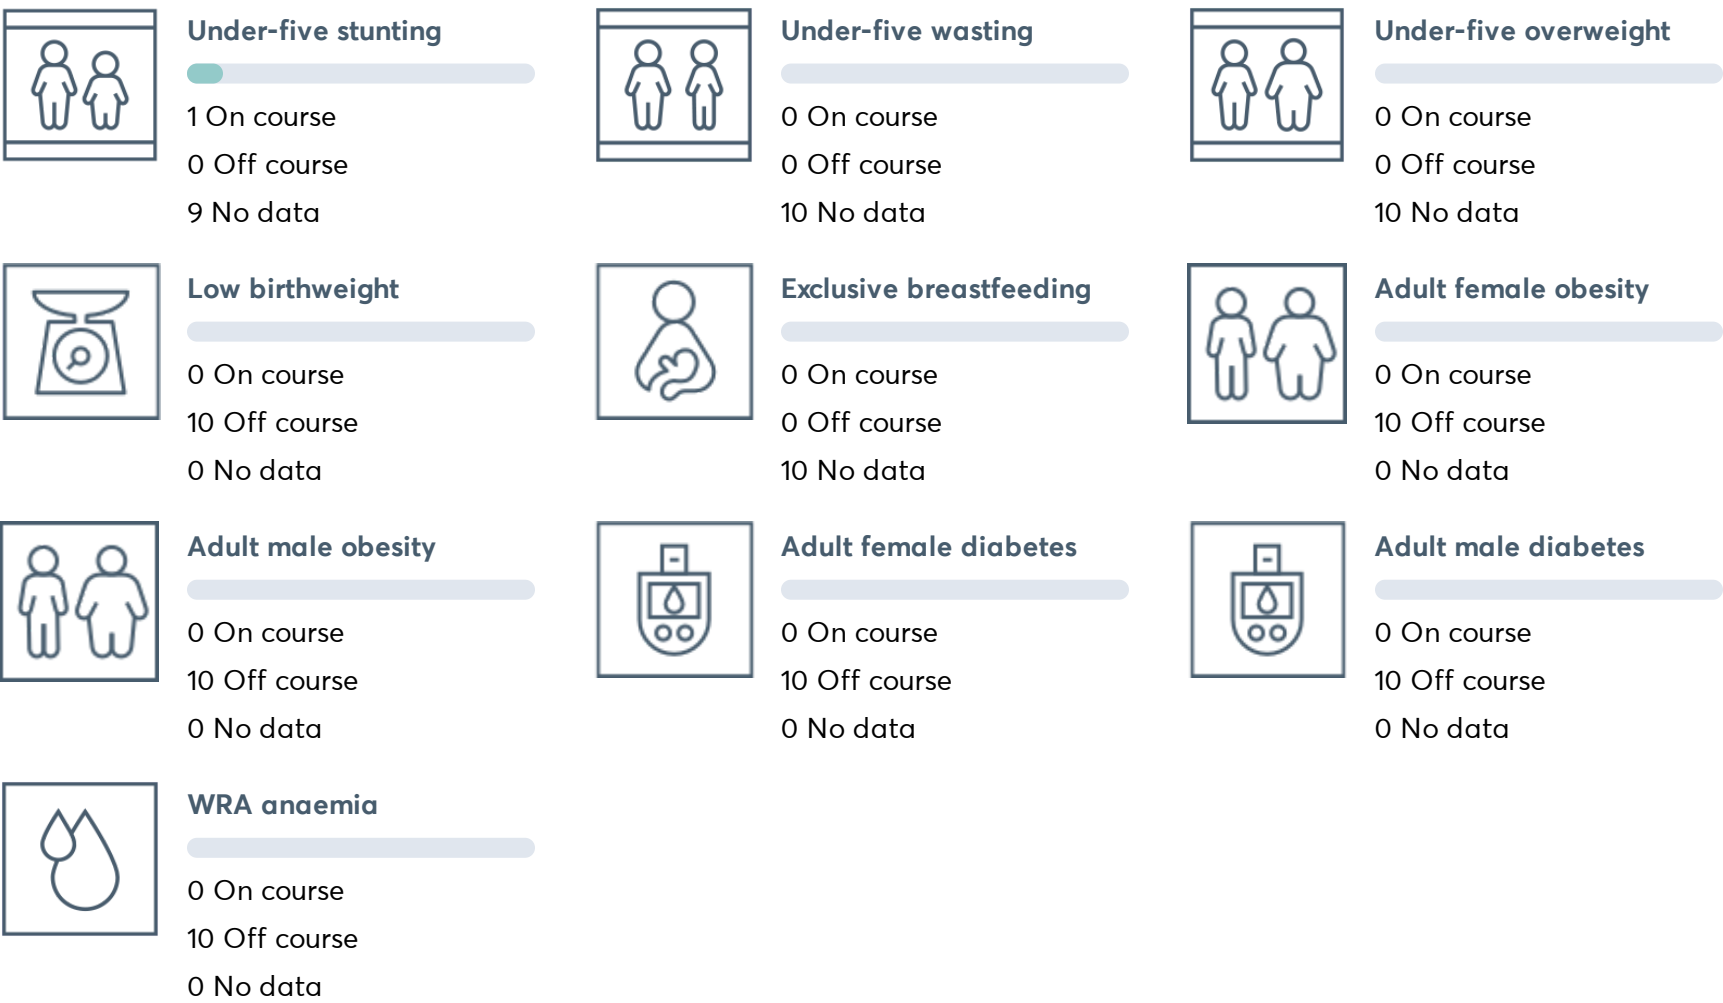 Under-five stunting
1 On course
0 Off course
9 No data
Under-five wasting
0 On course
0 Off course
10 No data
Under-five overweight
0 On course
0 Off course
10 No data
Low birthweight
0 On course
10 Off course
0 No data
Exclusive breastfeeding
0 On course
0 Off course
10 No data
Adult female obesity
0 On course
10 Off course
0 No data
Adult male obesity
0 On course
10 Off course
0 No data
Adult female diabetes
0 On course
10 Off course
0 No data
Adult male diabetes
0 On course
10 Off course
0 No data
WRA anaemia
0 On course
10 Off course
0 No data